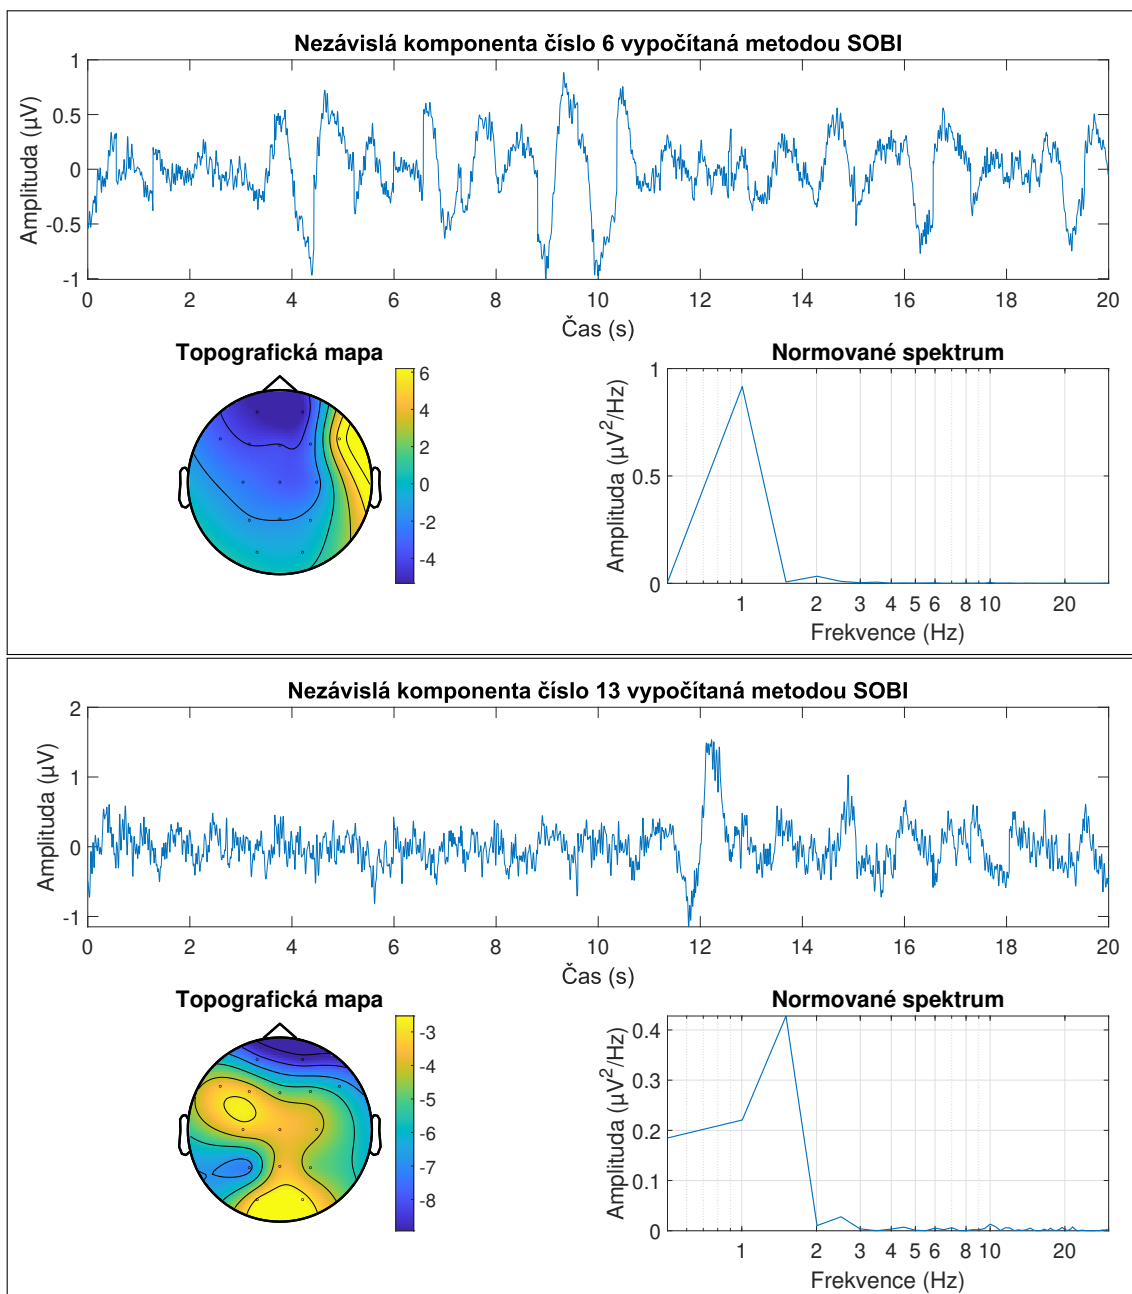 Nezávislá komponenta číslo 6 vypočítaná metodou SOBI
1
0.5
0
-0.5
-1
Amplituda (µV)
0 2 4 6 8 10 12 14 16 18 20
Čas (s)
Topografická mapa
6
4
2
0
-2
-4
Normované spektrum
1
0.5
0
Amplituda (µV²/Hz)
1 2 3 4 5 6 8 10 20
Frekvence (Hz)
Nezávislá komponenta číslo 13 vypočítaná metodou SOBI
2
1
0
-1
Amplituda (µV)
0 2 4 6 8 10 12 14 16 18 20
Čas (s)
Topografická mapa
-3
-4
-5
-6
-7
-8
Normované spektrum
0.4
0.3
0.2
0.1
0
Amplituda (µV²/Hz)
1 2 3 4 5 6 8 10 20
Frekvence (Hz)